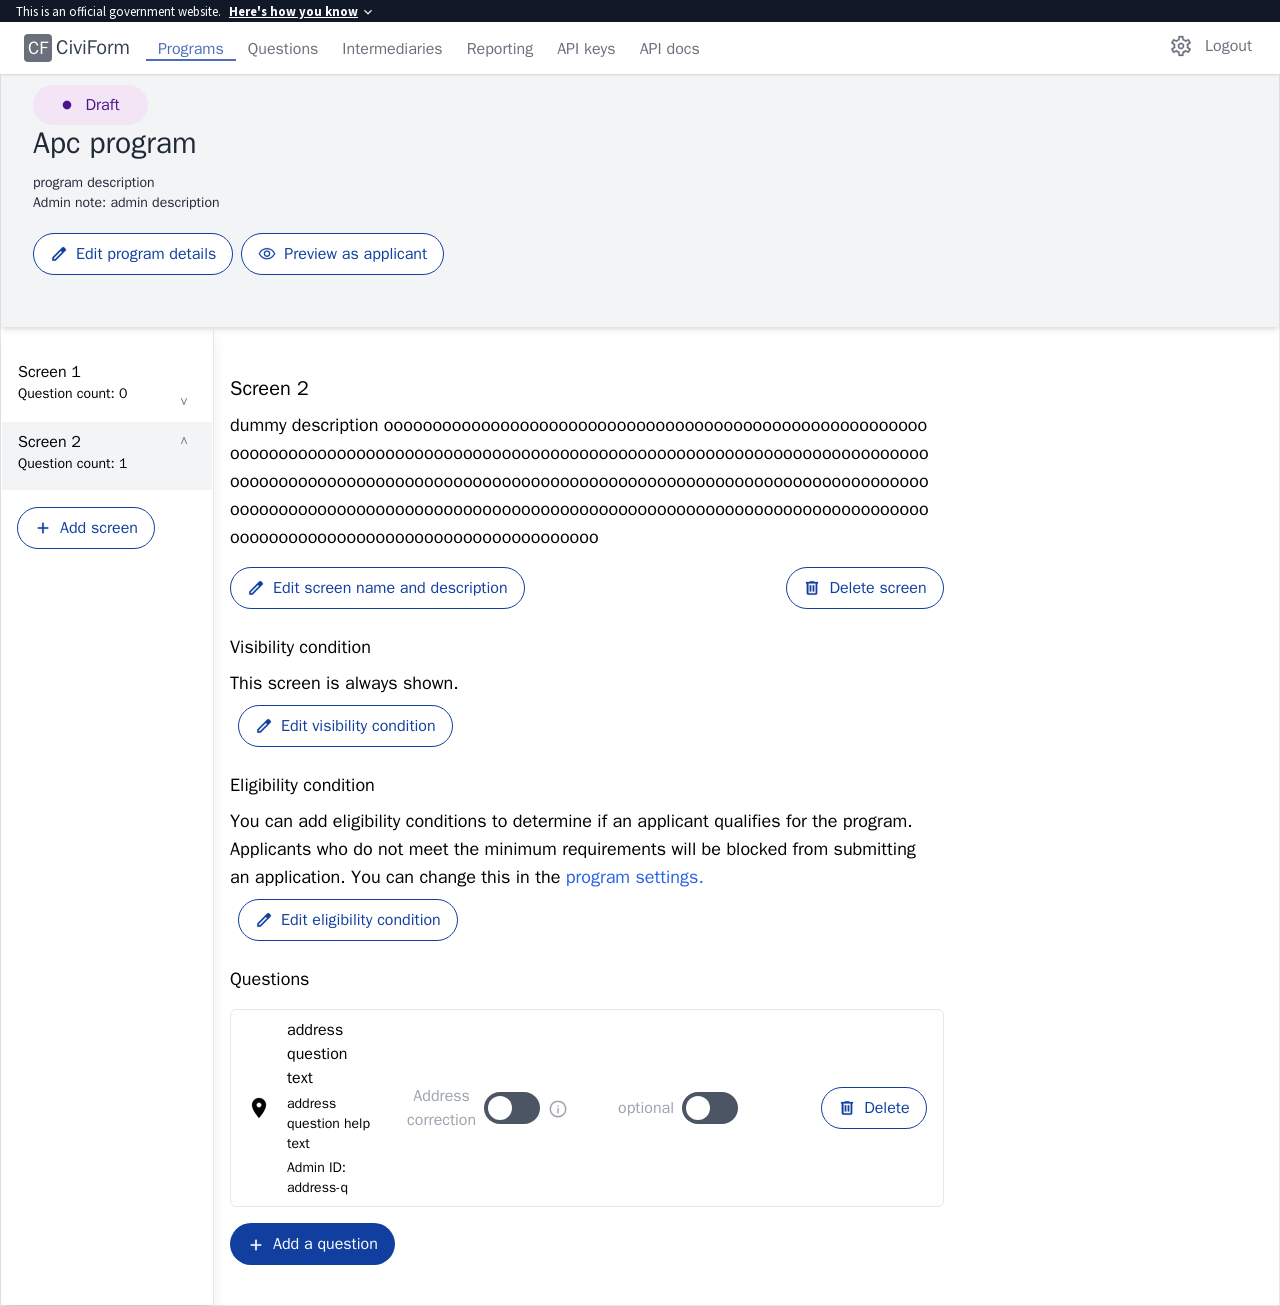 This is an official government website. Here's how you know
CF CiviForm Programs Questions Intermediaries Reporting API keys API docs Logout
Draft
Apc program
program description
Admin note: admin description
Edit program details Preview as applicant
Screen 1
Question count: 0
Screen 2
Question count: 1
Add screen
Screen 2
dummy description oooooooooooooooooooooooooooooooooooooooooooooooooooooooo
oooooooooooooooooooooooooooooooooooooooooooooooooooooooooooooooooooooooo
oooooooooooooooooooooooooooooooooooooooooooooooooooooooooooooooooooooooo
oooooooooooooooooooooooooooooooooooooooooooooooooooooooooooooooooooooooo
oooooooooooooooooooooooooooooooooooooo
Edit screen name and description Delete screen
Visibility condition
This screen is always shown.
Edit visibility condition
Eligibility condition
You can add eligibility conditions to determine if an applicant qualifies for the program.
Applicants who do not meet the minimum requirements will be blocked from submitting
an application. You can change this in the program settings.
Edit eligibility condition
Questions
address
question
text
address
question help
text
Admin ID:
address-q
Address
correction
optional
Delete
Add a question